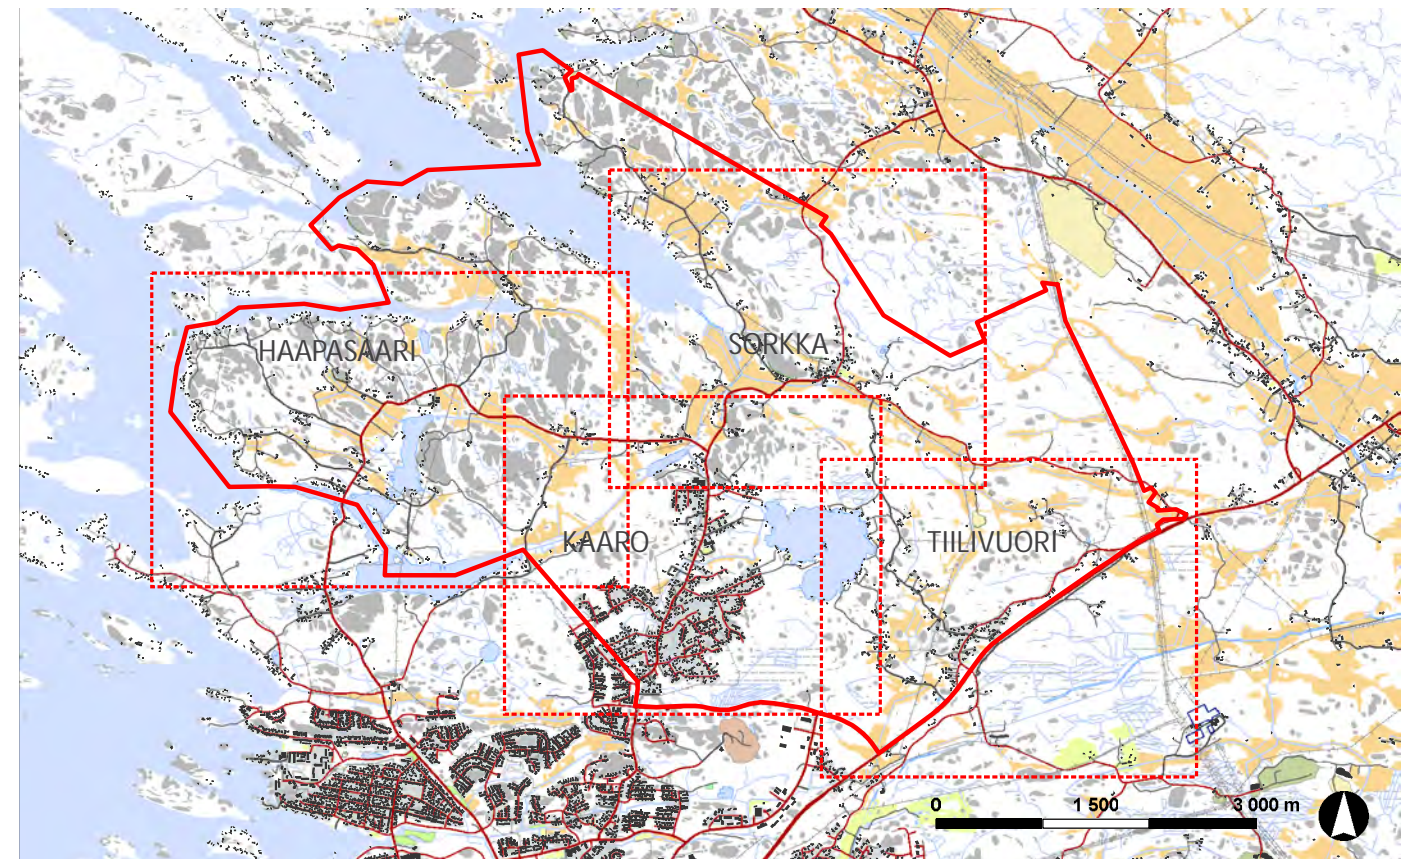 HAAPASAARI
SORKKA
KAARO
TIILIVUORI
0 1 500 3 000 m